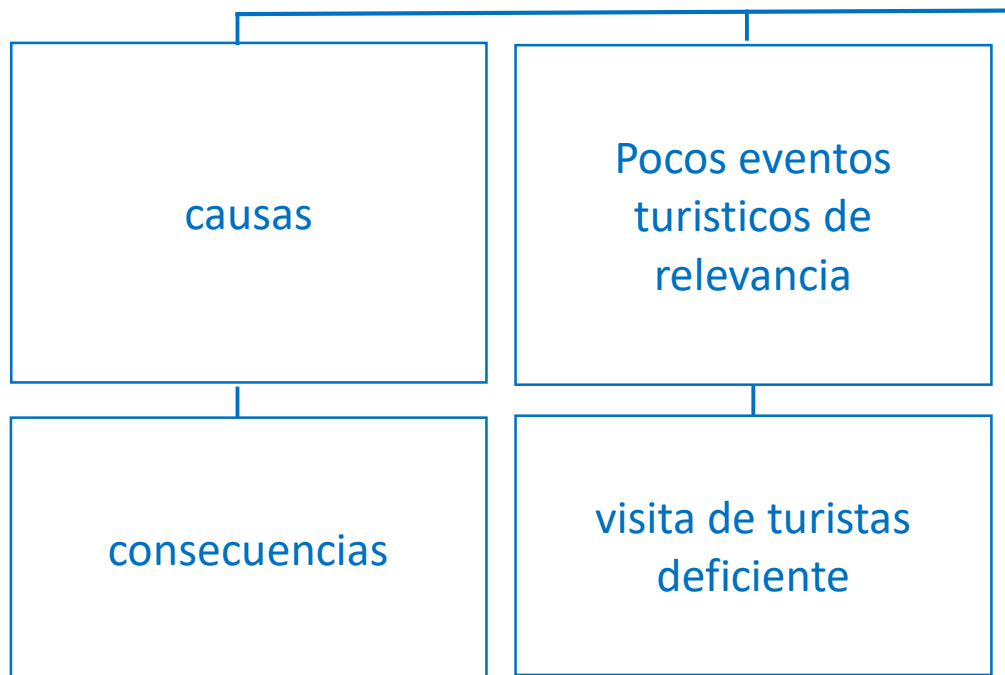 causas
Pocos eventos
turisticos de
relevancia
consecuencias
visita de turistas
deficiente